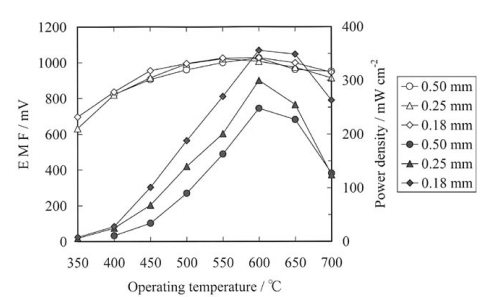 1200
1000
800
600
400
200
0
E M F / mV
400
300
200
100
0
Power density / mW cm-2
350 400 450 500 550 600 650 700
Operating temperature / ℃
0.50 mm
0.25 mm
0.18 mm
0.50 mm
0.25 mm
0.18 mm